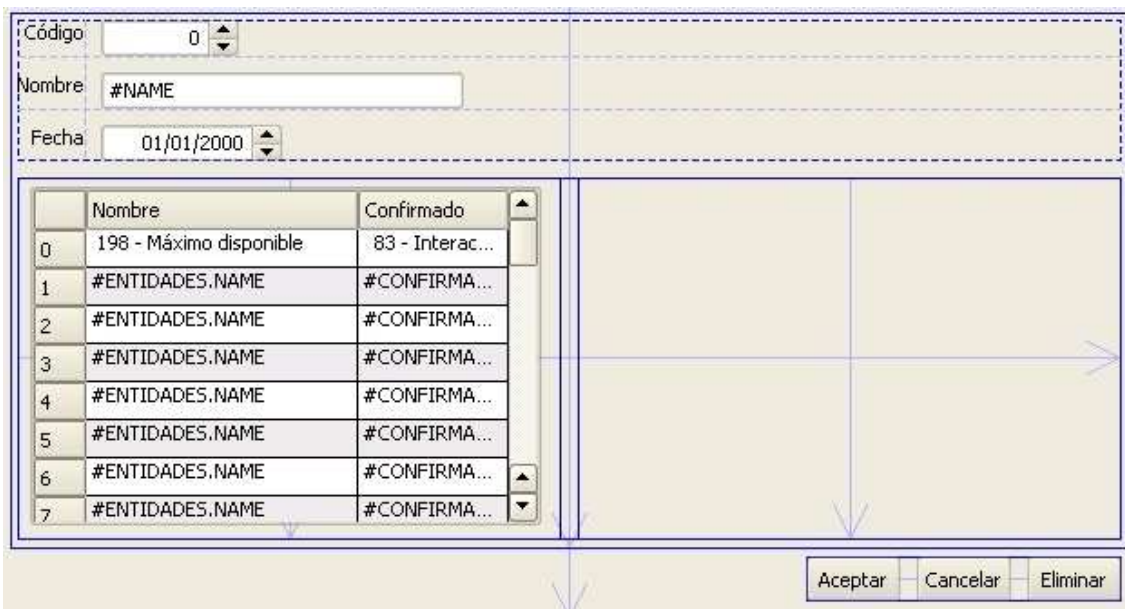 Código 0
Nombre #NAME
Fecha 01/01/2000
Nombre Confirmado
0 198 - Máximo disponible 83 - Interac...
1 #ENTIDADES.NAME #CONFIRMA...
2 #ENTIDADES.NAME #CONFIRMA...
3 #ENTIDADES.NAME #CONFIRMA...
4 #ENTIDADES.NAME #CONFIRMA...
5 #ENTIDADES.NAME #CONFIRMA...
6 #ENTIDADES.NAME #CONFIRMA...
7 #ENTIDADES.NAME #CONFIRMA...
Aceptar Cancelar Eliminar